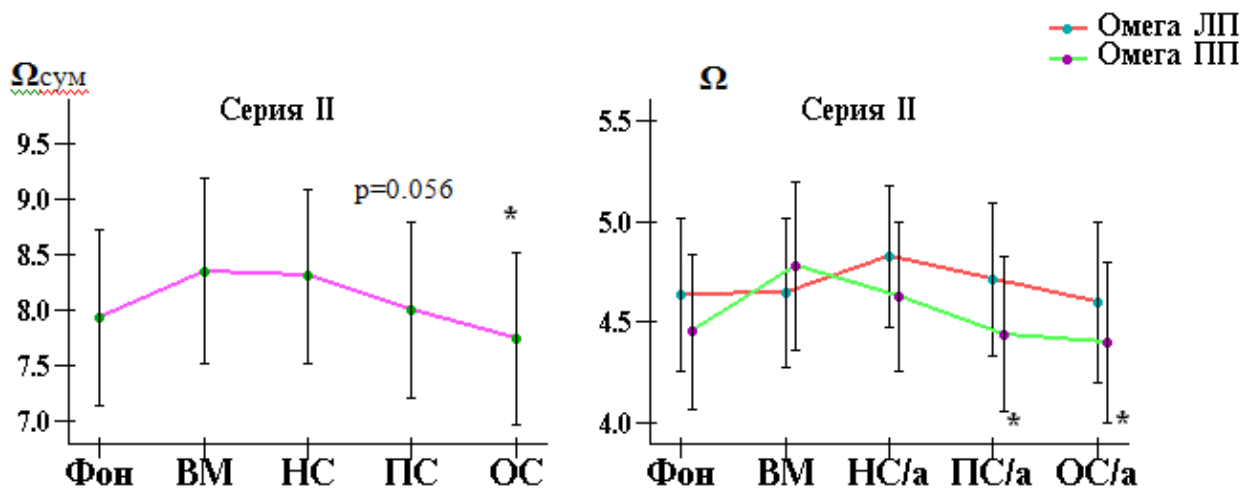 Омега ЛП
Омега ПП
Ωсум
Серия II
9.5
9.0
8.5
8.0
7.5
7.0
p=0.056
*
Фон ВМ НС ПС ОС
Ω
Серия II
5.5
5.0
4.5
4.0
* *
Фон ВМ НС/а ПС/а ОС/а